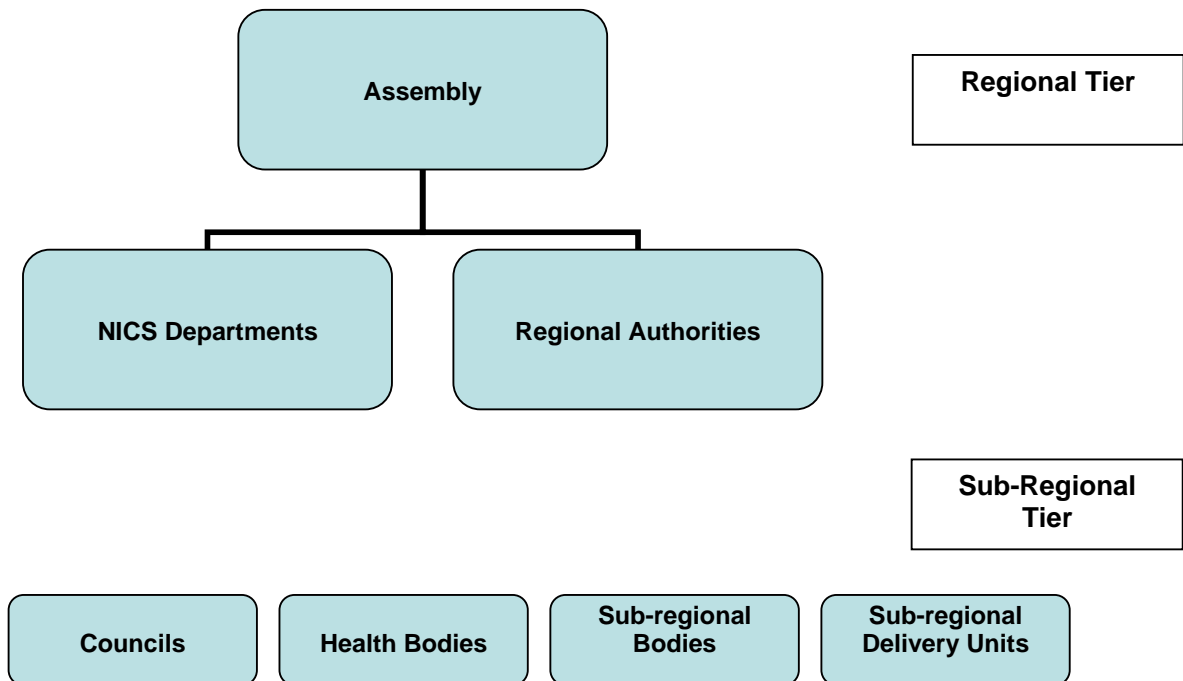 Assembly
Regional Tier
NICS Departments
Regional Authorities
Sub-Regional
Tier
Councils
Health Bodies
Sub-regional
Bodies
Sub-regional
Delivery Units